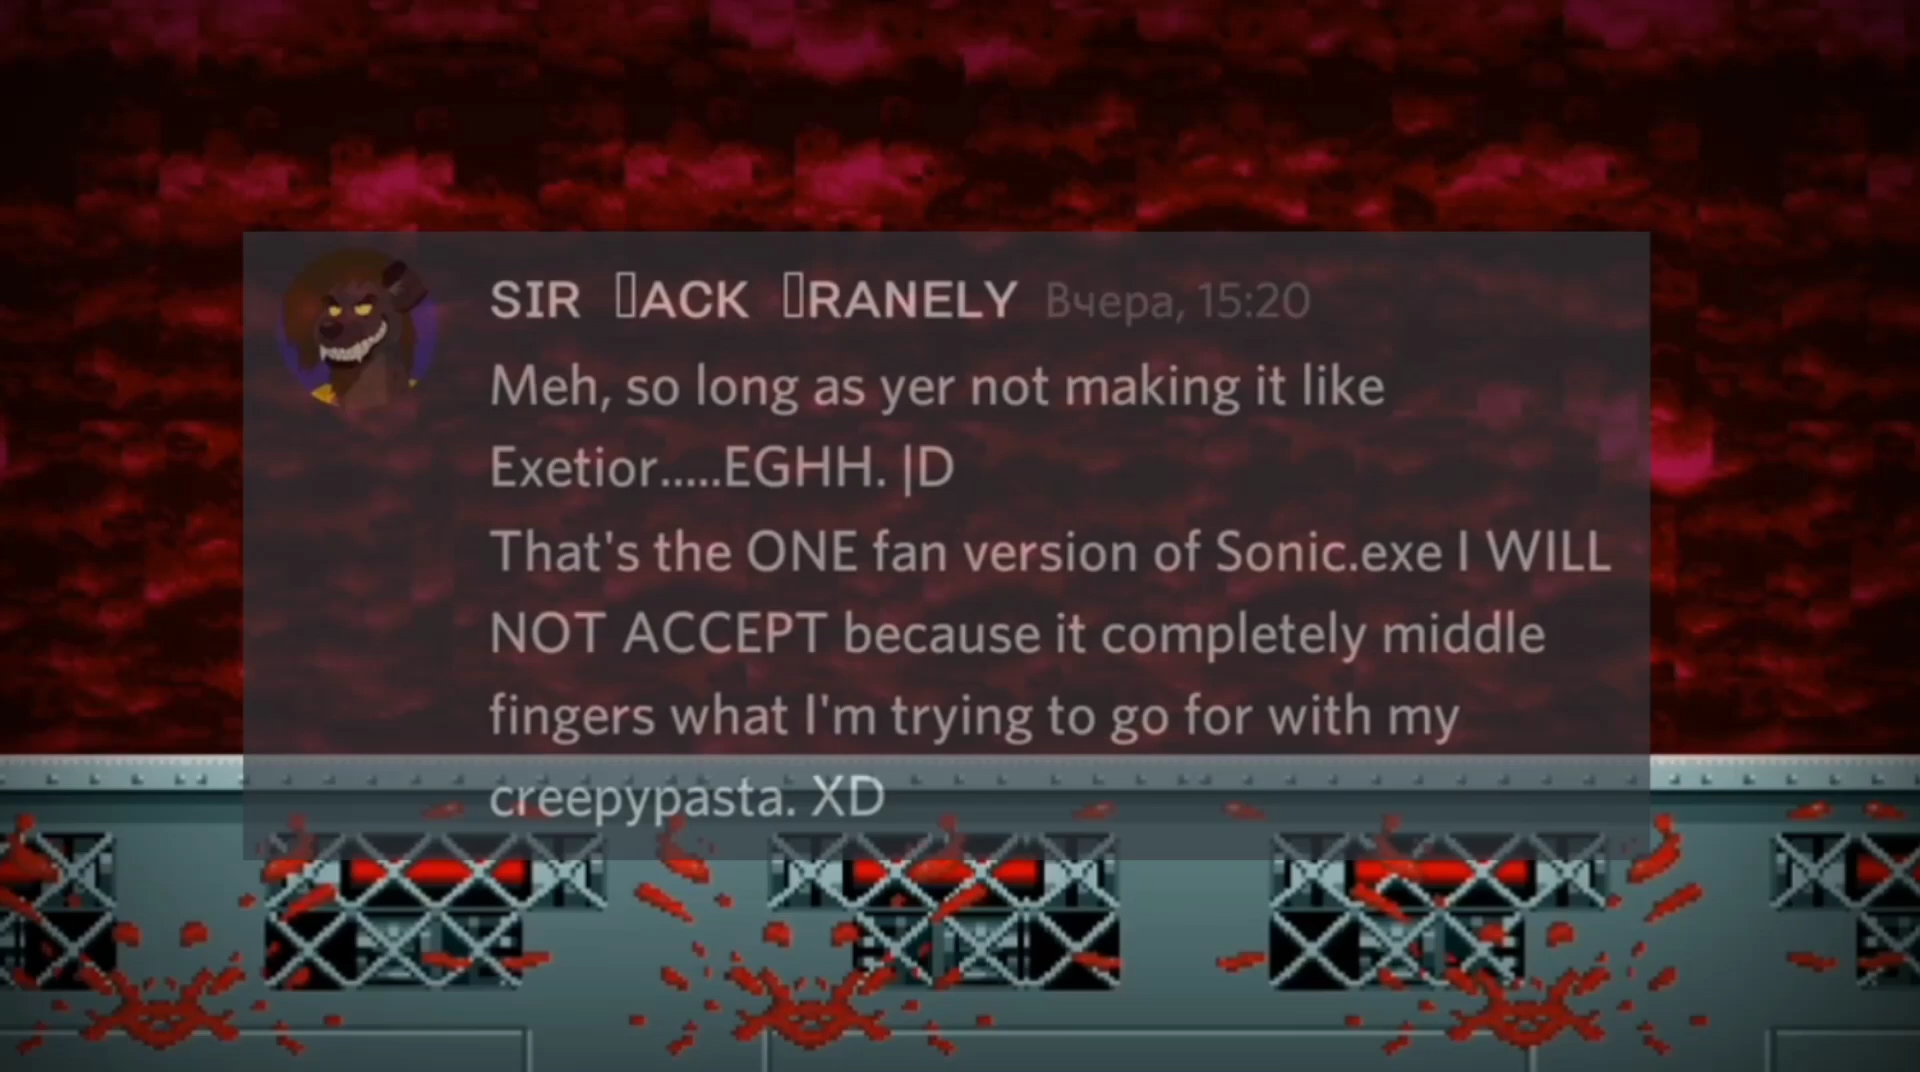 SIR ▯ACK ▯RANELY Вчера, 15:20
Meh, so long as yer not making it like
Exetior.....EGHH. |D
That's the ONE fan version of Sonic.exe I WILL
NOT ACCEPT because it completely middle
fingers what I'm trying to go for with my
creepypasta. XD